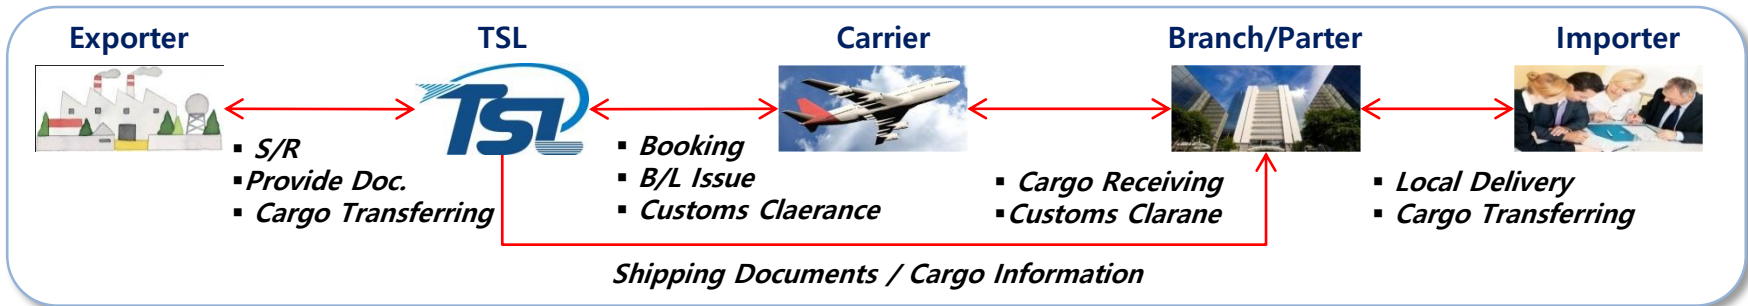 Exporter
TSL
Carrier
Branch/Parter
Importer
TSL
▪ S/R
▪Provide Doc.
▪ Cargo Transferring
▪ Booking
▪ B/L Issue
▪ Customs Claerance
▪ Cargo Receiving
▪Customs Clarane
▪ Local Delivery
▪ Cargo Transferring
Shipping Documents / Cargo Information